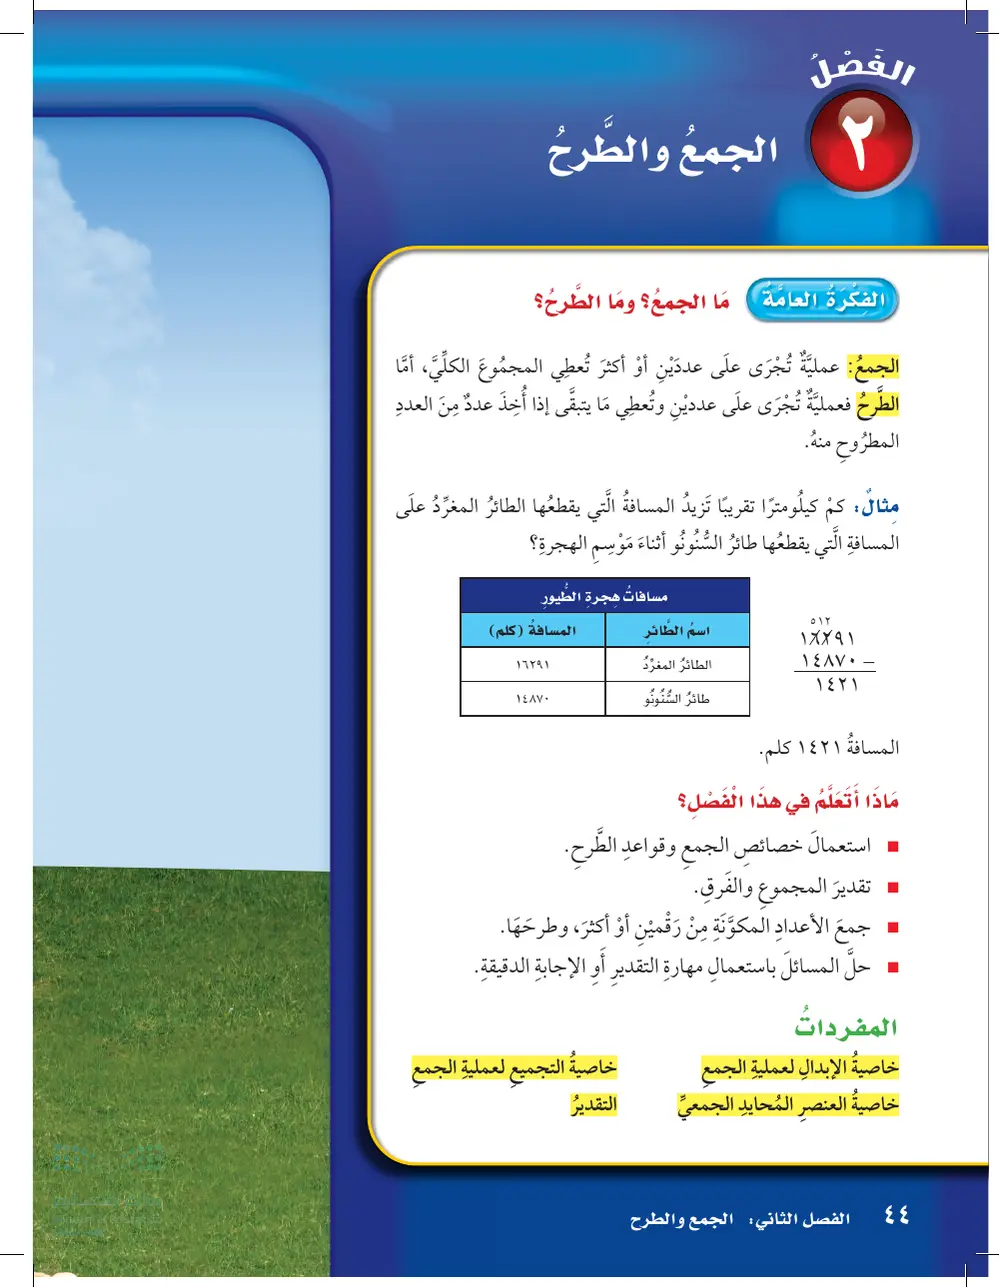 الفَصْلُ
٢
الجمعُ والطَّرحُ
الفِكْرَةُ العامَّةُ مَا الجمعُ؟ ومَا الطَّرحُ؟
الجمعُ: عمليَّةٌ تُجْرَى علَى عددَيْنِ أوْ أكثرَ تُعطِي المجمُوعَ الكلِّيَّ، أمَّا
الطَّرحُ فعمليَّةٌ تُجْرَى علَى عدديْنِ وتُعطِي مَا يتبقَّى إذا أُخِذَ عددٌ مِنَ العددِ
المطرُوحِ منهُ.
مِثالٌ: كمْ كيلُومترًا تقريبًا تَزيدُ المسافةُ الَّتي يقطعُها الطائرُ المغرِّدُ علَى
المسافةِ الَّتي يقطعُها طائرُ السُّنُونُو أثناءَ مَوْسِمِ الهجرةِ؟
٥١٢
١٦٢٩١
١٤٨٧٠ –
١٤٢١
مسافاتُ هِجرةِ الطُّيورِ
اسمُ الطَّائرِ المسافةُ (كلم)
الطائرُ المغرِّدُ ١٦٢٩١
طائرُ السُّنُونُو ١٤٨٧٠
المسافةُ ١٤٢١ كلم.
مَاذَا أَتَعَلَّمُ في هذَا الْفَصْلِ؟
استعمالَ خصائصِ الجمعِ وقواعدِ الطَّرحِ.
تقديرَ المجموعِ والفَرقِ.
جمعَ الأعدادِ المكوَّنَةِ مِنْ رَقْميْنِ أوْ أكثرَ، وطرحَهَا.
حلَّ المسائلَ باستعمالِ مهارةِ التقديرِ أَوِ الإجابةِ الدقيقةِ.
المفرداتُ
خاصيةُ الإبدالِ لعمليةِ الجمعِ خاصيةُ التجميعِ لعمليةِ الجمعِ
خاصيةُ العنصرِ المُحايدِ الجمعيِّ التقديرُ
٤٤ الفصل الثاني: الجمع والطرح